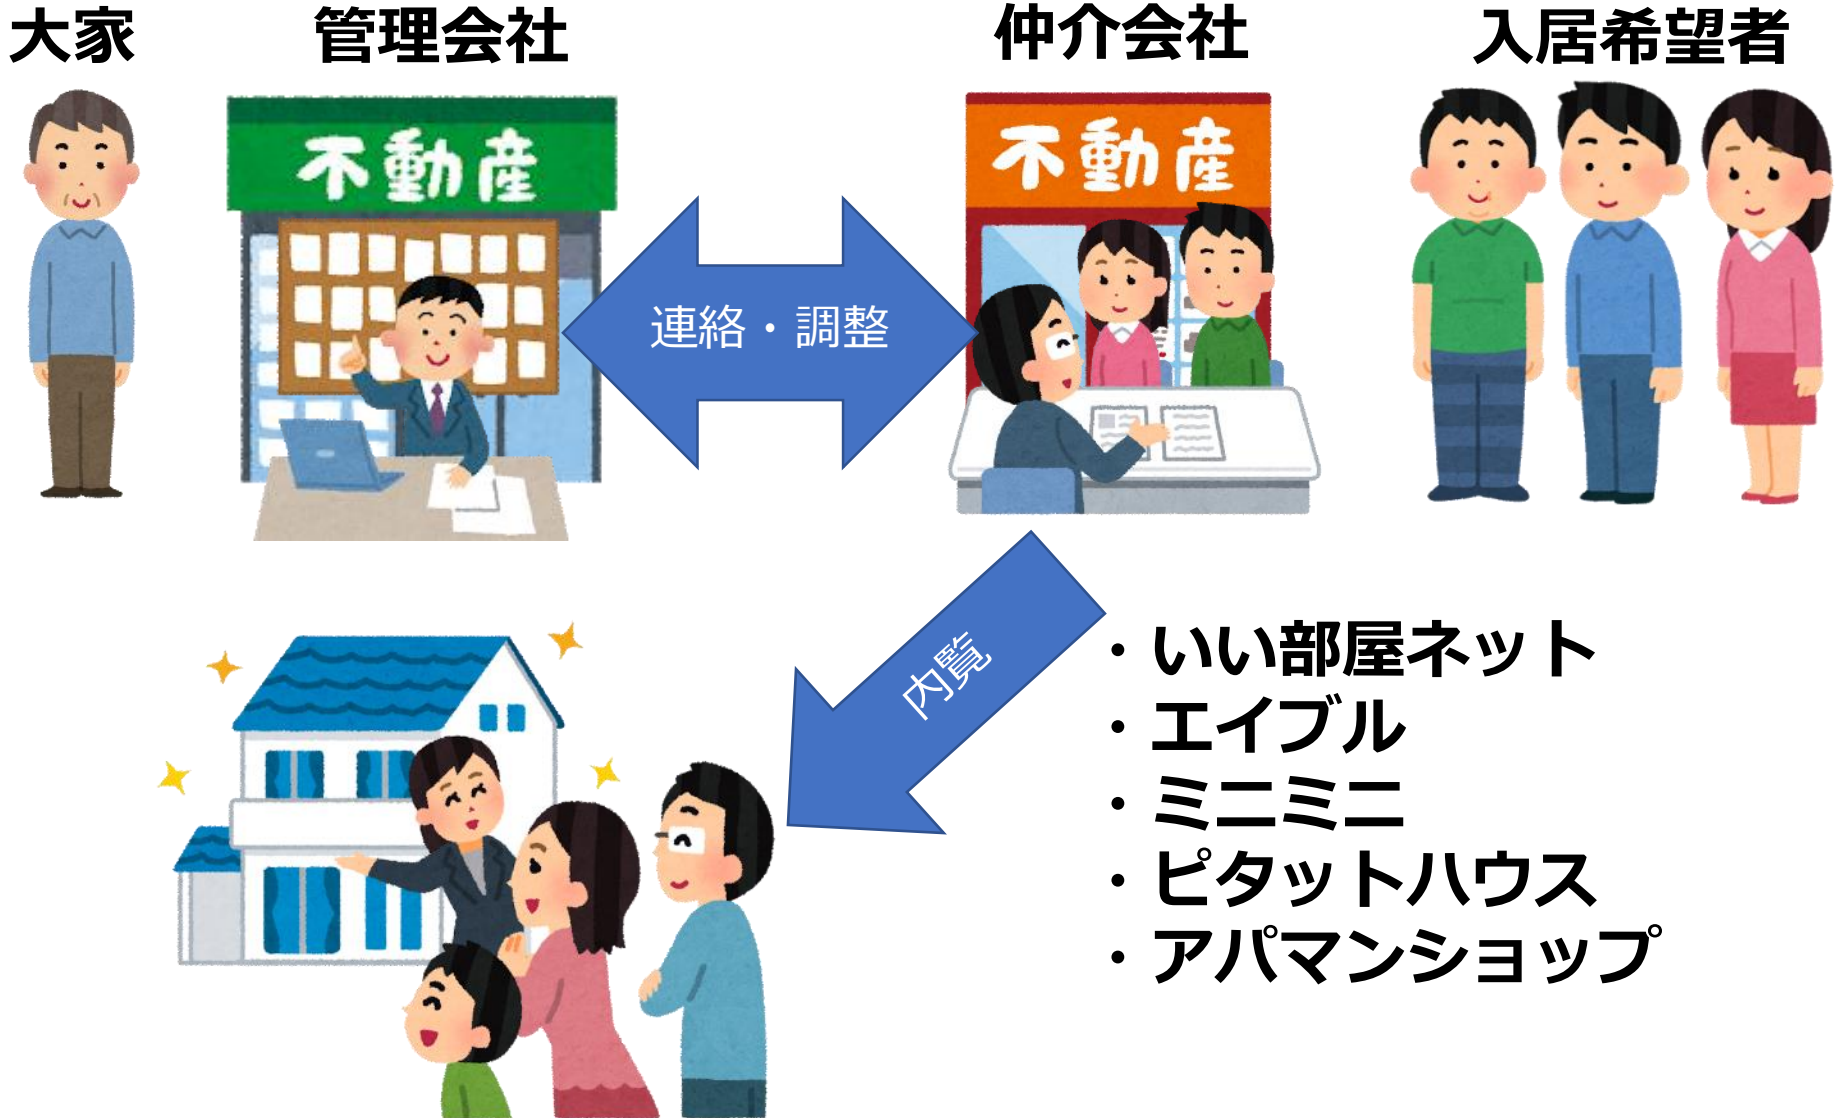 大家
管理会社
仲介会社
入居希望者
不動産
不動産
連絡・調整
内覧
・いい部屋ネット
・エイブル
・ミニミニ
・ピタットハウス
・アパマンショップ